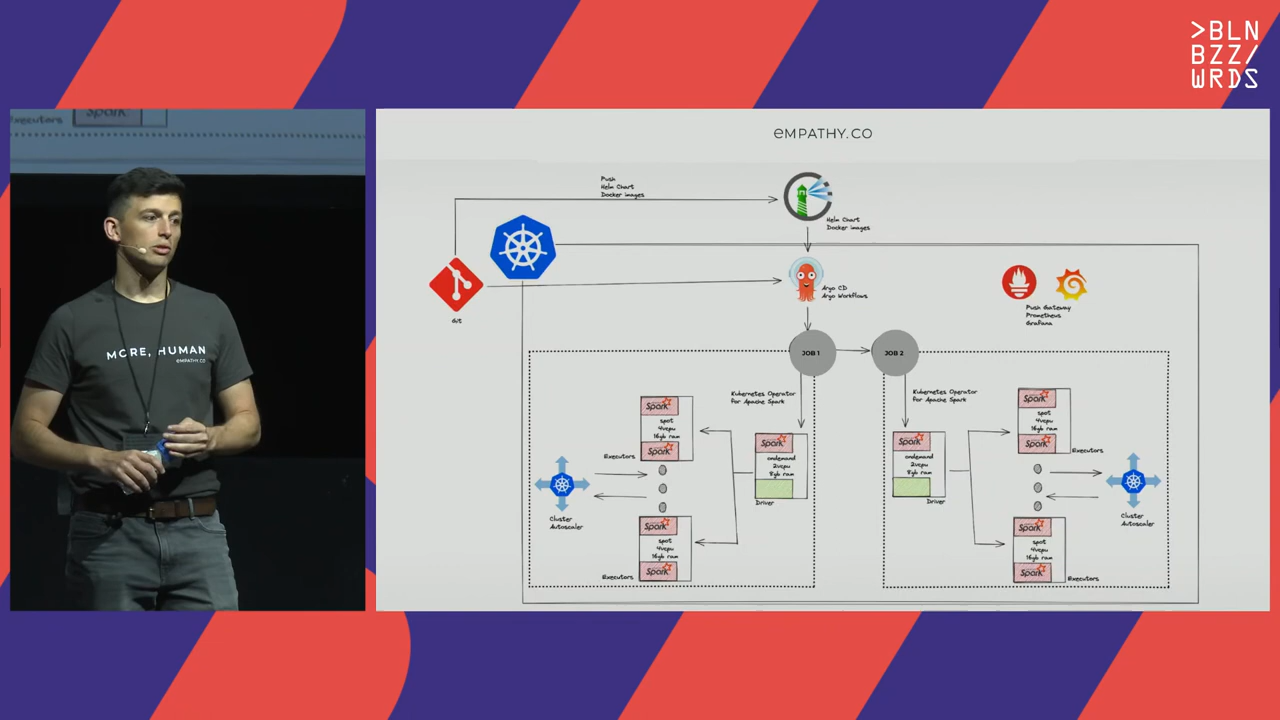 >BLN
BZZ/
WRDS
Executors
Spark
MORE, HUMAN
eMPATHY.CO
eMPATHY.CO
Push
Helm Chart
Docker images
Helm Chart
Docker images
Git
Argo CD
Argo Workflows
Push Gateway
Prometheus
Grafana
JOB 1
JOB 2
Kubernetes Operator
for Apache Spark
Kubernetes Operator
for Apache Spark
Spark
spot
4vcpu
16gb ram
Spark
Executors
Spark
ondemand
2vcpu
8gb ram
Driver
Cluster
Autoscaler
Spark
spot
4vcpu
16gb ram
Spark
Executors
Spark
ondemand
2vcpu
8gb ram
Driver
Spark
spot
4vcpu
16gb ram
Spark
Executors
Cluster
Autoscaler
Spark
spot
4vcpu
16gb ram
Spark
Executors